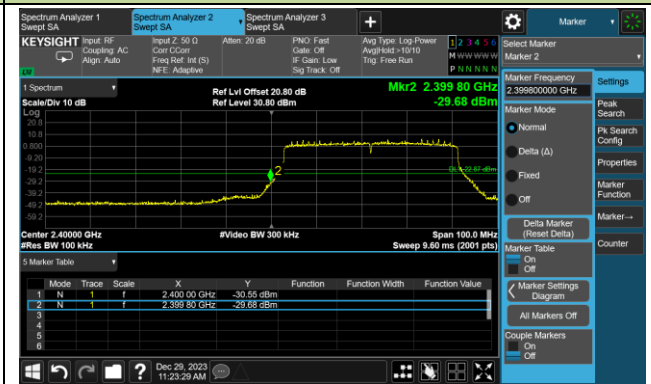 Spectrum Analyzer 1
Swept SA
Spectrum Analyzer 2
Swept SA
Spectrum Analyzer 3
Swept SA
Marker
KEYSIGHT
Input: RF
Coupling: AC
Align: Auto
Input Z: 50 Ω
Corr CCorr
Freq Ref: Int (S)
NFE: Adaptive
Atten: 20 dB
PNO: Fast
Gate: Off
IF Gain: Low
Sig Track: Off
Avg Type: Log-Power
Avg|Hold:>10/10
Trig: Free Run
1 2 3 4 5 6
M W W W W W
P N N N N N
LM
Select Marker
Marker 2
Marker Frequency
2.399800000 GHz
Marker Mode
Normal
Delta (Δ)
Fixed
Off
Delta Marker
(Reset Delta)
Marker Table
On
Off
Marker Settings
Diagram
All Markers Off
Couple Markers
On
Off
Settings
Peak
Search
Pk Search
Config
Properties
Marker
Function
Marker→
Counter
1 Spectrum
Scale/Div 10 dB
Log
Ref Lvl Offset 20.80 dB
Ref Level 30.80 dBm
Mkr2 2.399 80 GHz
-29.68 dBm
20.8
10.8
0.800
-9.20
-19.2
-29.2
-39.2
-49.2
-59.2
2
DL1 -22.67 dBm
Center 2.40000 GHz
#Res BW 100 kHz
#Video BW 300 kHz
Span 100.0 MHz
Sweep 9.60 ms (2001 pts)
5 Marker Table
Mode Trace Scale X Y Function Function Width Function Value
1 N 1 f 2.400 00 GHz -30.55 dBm
2 N 1 f 2.399 80 GHz -29.68 dBm
3
4
5
6
?
Dec 29, 2023
11:23:29 AM